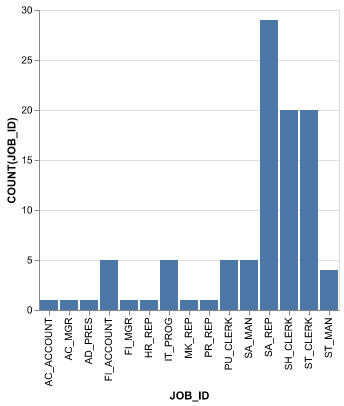 COUNT(JOB_ID)
30
25
20
15
10
5
0
AC_ACCOUNT
AC_MGR
AD_PRES
FI_ACCOUNT
FI_MGR
HR_REP
IT_PROG
MK_REP
PR_REP
PU_CLERK
SA_MAN
SA_REP
SH_CLERK
ST_CLERK
ST_MAN
JOB_ID